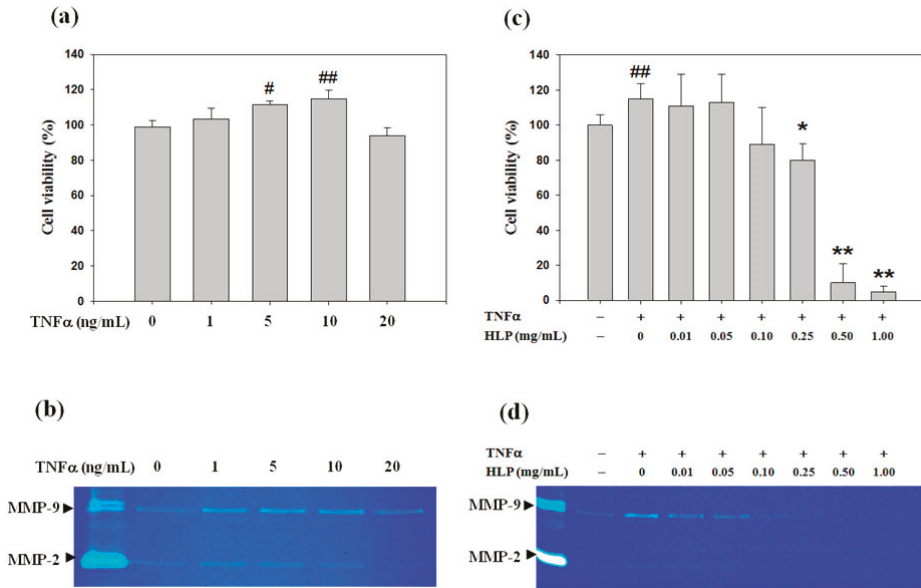 (a)
140
120
100
80
60
40
20
0
Cell viability (%)
# ##
TNFα (ng/mL) 0 1 5 10 20
(c)
140
120
100
80
60
40
20
0
Cell viability (%)
## * ** **
TNFα − + + + + + + +
HLP (mg/mL) − 0 0.01 0.05 0.10 0.25 0.50 1.00
(b)
TNFα (ng/mL) 0 1 5 10 20
MMP-9
MMP-2
(d)
TNFα − + + + + + + +
HLP (mg/mL) − 0 0.01 0.05 0.10 0.25 0.50 1.00
MMP-9
MMP-2